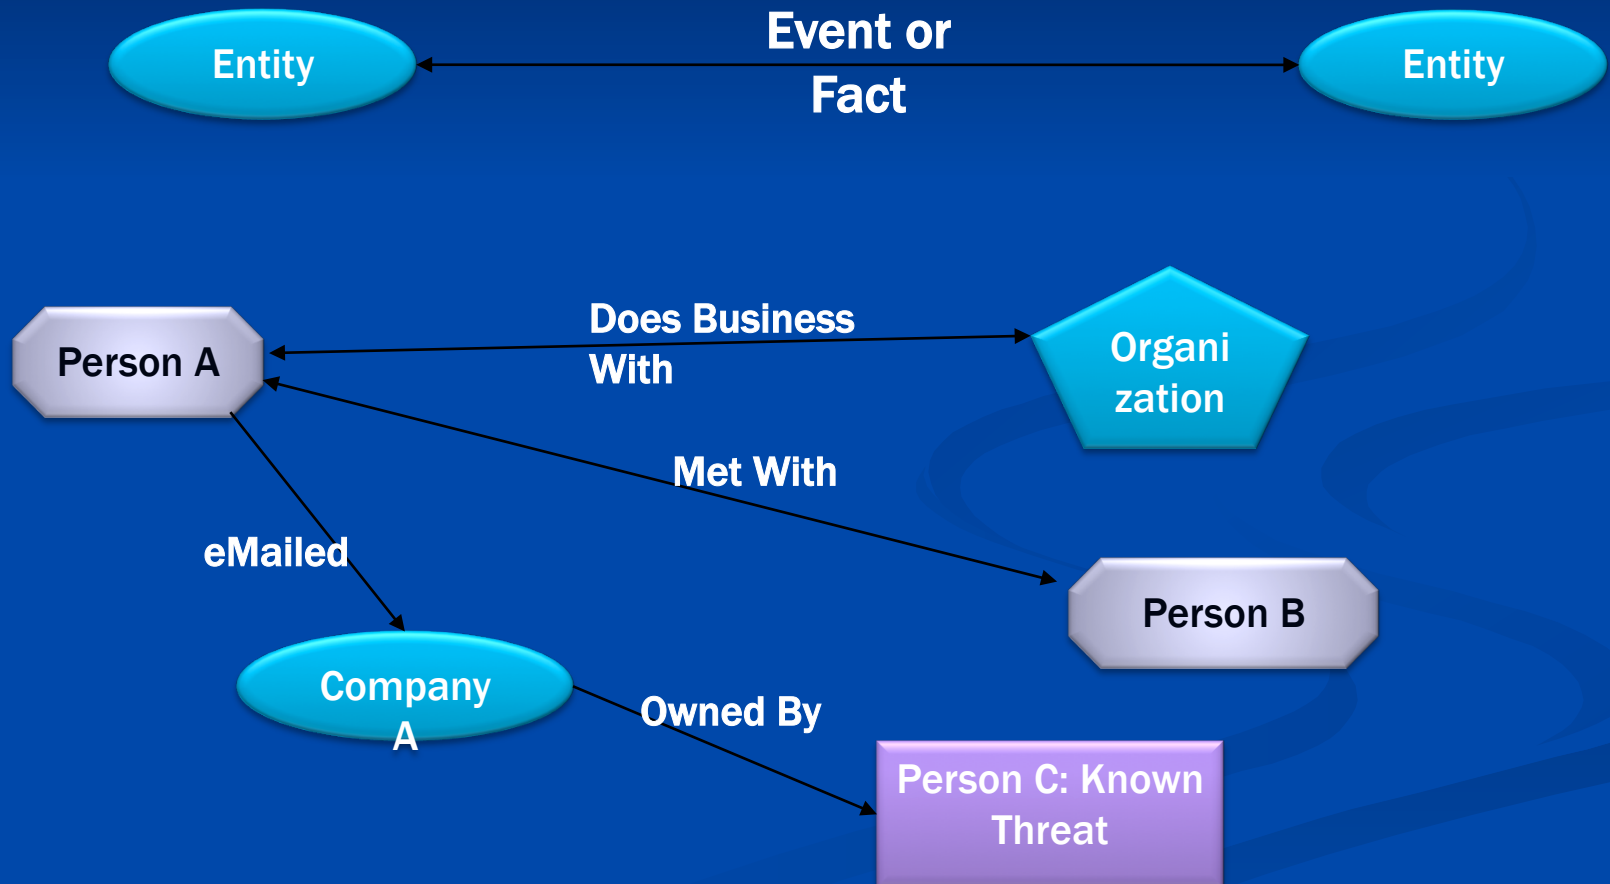 Entity
Event or
Fact
Entity
Person A
Does Business
With
Organi
zation
Met With
eMailed
Person B
Company
A
Owned By
Person C: Known
Threat